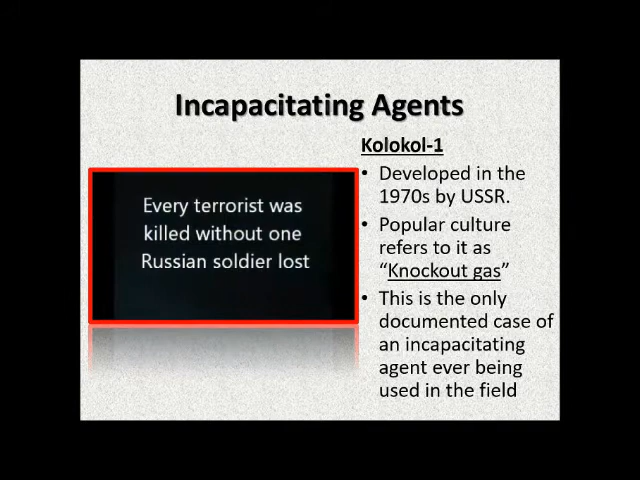 Incapacitating Agents
Every terrorist was
killed without one
Russian soldier lost
Kolokol-1
• Developed in the
1970s by USSR.
• Popular culture
refers to it as
“Knockout gas”
• This is the only
documented case of
an incapacitating
agent ever being
used in the field